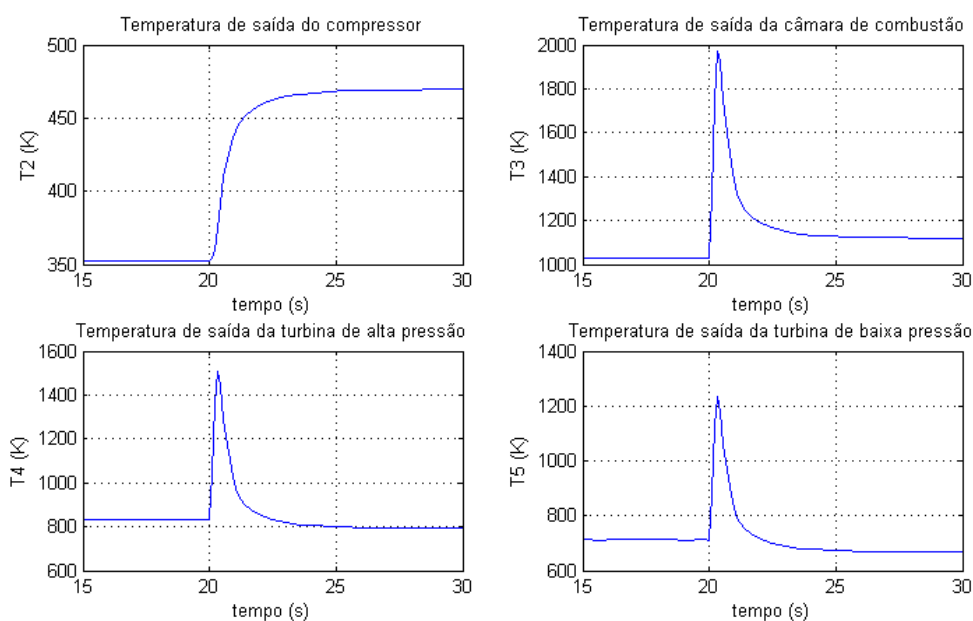 Temperatura de saída do compressor
500
450
400
350
T2 (K)
15 20 25 30
tempo (s)
Temperatura de saída da câmara de combustão
2000
1800
1600
1400
1200
1000
T3 (K)
15 20 25 30
tempo (s)
Temperatura de saída da turbina de alta pressão
1600
1400
1200
1000
800
600
T4 (K)
15 20 25 30
tempo (s)
Temperatura de saída da turbina de baixa pressão
1400
1200
1000
800
600
T5 (K)
15 20 25 30
tempo (s)